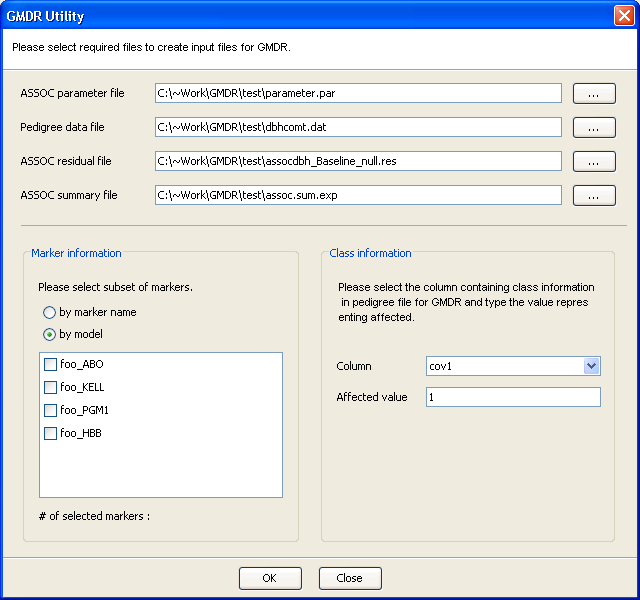 GMDR Utility
Please select required files to create input files for GMDR.
ASSOC parameter file C:\~Work\GMDR\test\parameter.par ...
Pedigree data file C:\~Work\GMDR\test\dbhcomt.dat ...
ASSOC residual file C:\~Work\GMDR\test\assocdbh_Baseline_null.res ...
ASSOC summary file C:\~Work\GMDR\test\assoc.sum.exp ...
Marker information
Please select subset of markers.
by marker name
by model
foo_ABO
foo_KELL
foo_PGM1
foo_HBB
# of selected markers :
Class information
Please select the column containing class information
in pedigree file for GMDR and type the value repres
enting affected.
Column cov1
Affected value 1
OK Close